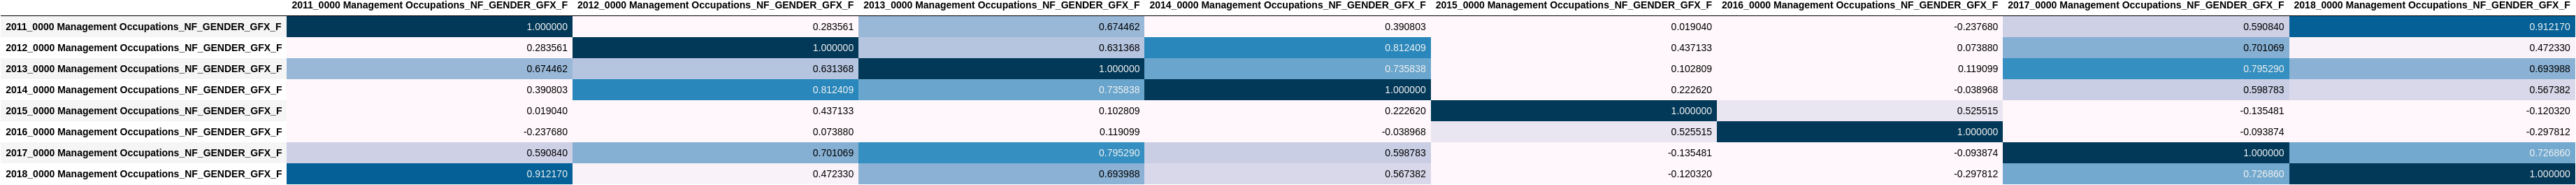 2011_0000 Management Occupations_NF_GENDER_GFX_F 2012_0000 Management Occupations_NF_GENDER_GFX_F 2013_0000 Management Occupations_NF_GENDER_GFX_F 2014_0000 Management Occupations_NF_GENDER_GFX_F 2015_0000 Management Occupations_NF_GENDER_GFX_F 2016_0000 Management Occupations_NF_GENDER_GFX_F 2017_0000 Management Occupations_NF_GENDER_GFX_F 2018_0000 Management Occupations_NF_GENDER_GFX_F
2011_0000 Management Occupations_NF_GENDER_GFX_F 1.000000 0.283561 0.674462 0.390803 0.019040 -0.237680 0.590840 0.912170
2012_0000 Management Occupations_NF_GENDER_GFX_F 0.283561 1.000000 0.631368 0.812409 0.437133 0.073880 0.701069 0.472330
2013_0000 Management Occupations_NF_GENDER_GFX_F 0.674462 0.631368 1.000000 0.735838 0.102809 0.119099 0.795290 0.693988
2014_0000 Management Occupations_NF_GENDER_GFX_F 0.390803 0.812409 0.735838 1.000000 0.222620 -0.038968 0.598783 0.567382
2015_0000 Management Occupations_NF_GENDER_GFX_F 0.019040 0.437133 0.102809 0.222620 1.000000 0.525515 -0.135481 -0.120320
2016_0000 Management Occupations_NF_GENDER_GFX_F -0.237680 0.073880 0.119099 -0.038968 0.525515 1.000000 -0.093874 -0.297812
2017_0000 Management Occupations_NF_GENDER_GFX_F 0.590840 0.701069 0.795290 0.598783 -0.135481 -0.093874 1.000000 0.726860
2018_0000 Management Occupations_NF_GENDER_GFX_F 0.912170 0.472330 0.693988 0.567382 -0.120320 -0.297812 0.726860 1.000000